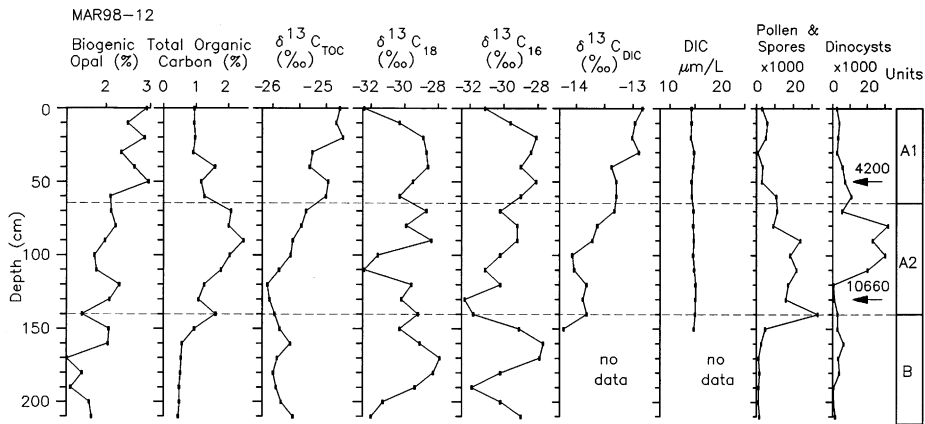 MAR98-12
Biogenic Opal (%)
Total Organic Carbon (%)
δ13CTOC (‰)
δ13C18 (‰)
δ13C16 (‰)
δ13CDIC (‰)
DIC μm/L
Pollen & Spores x1000
Dinocysts x1000
Units
2 3
0 1 2
-26 -25
-32 -30 -28
-32 -30 -28
-14 -13
10 15 20 25
0 20
0 20
0
50
100
150
200
Depth (cm)
4200
10660
A1
A2
B
no data
no data